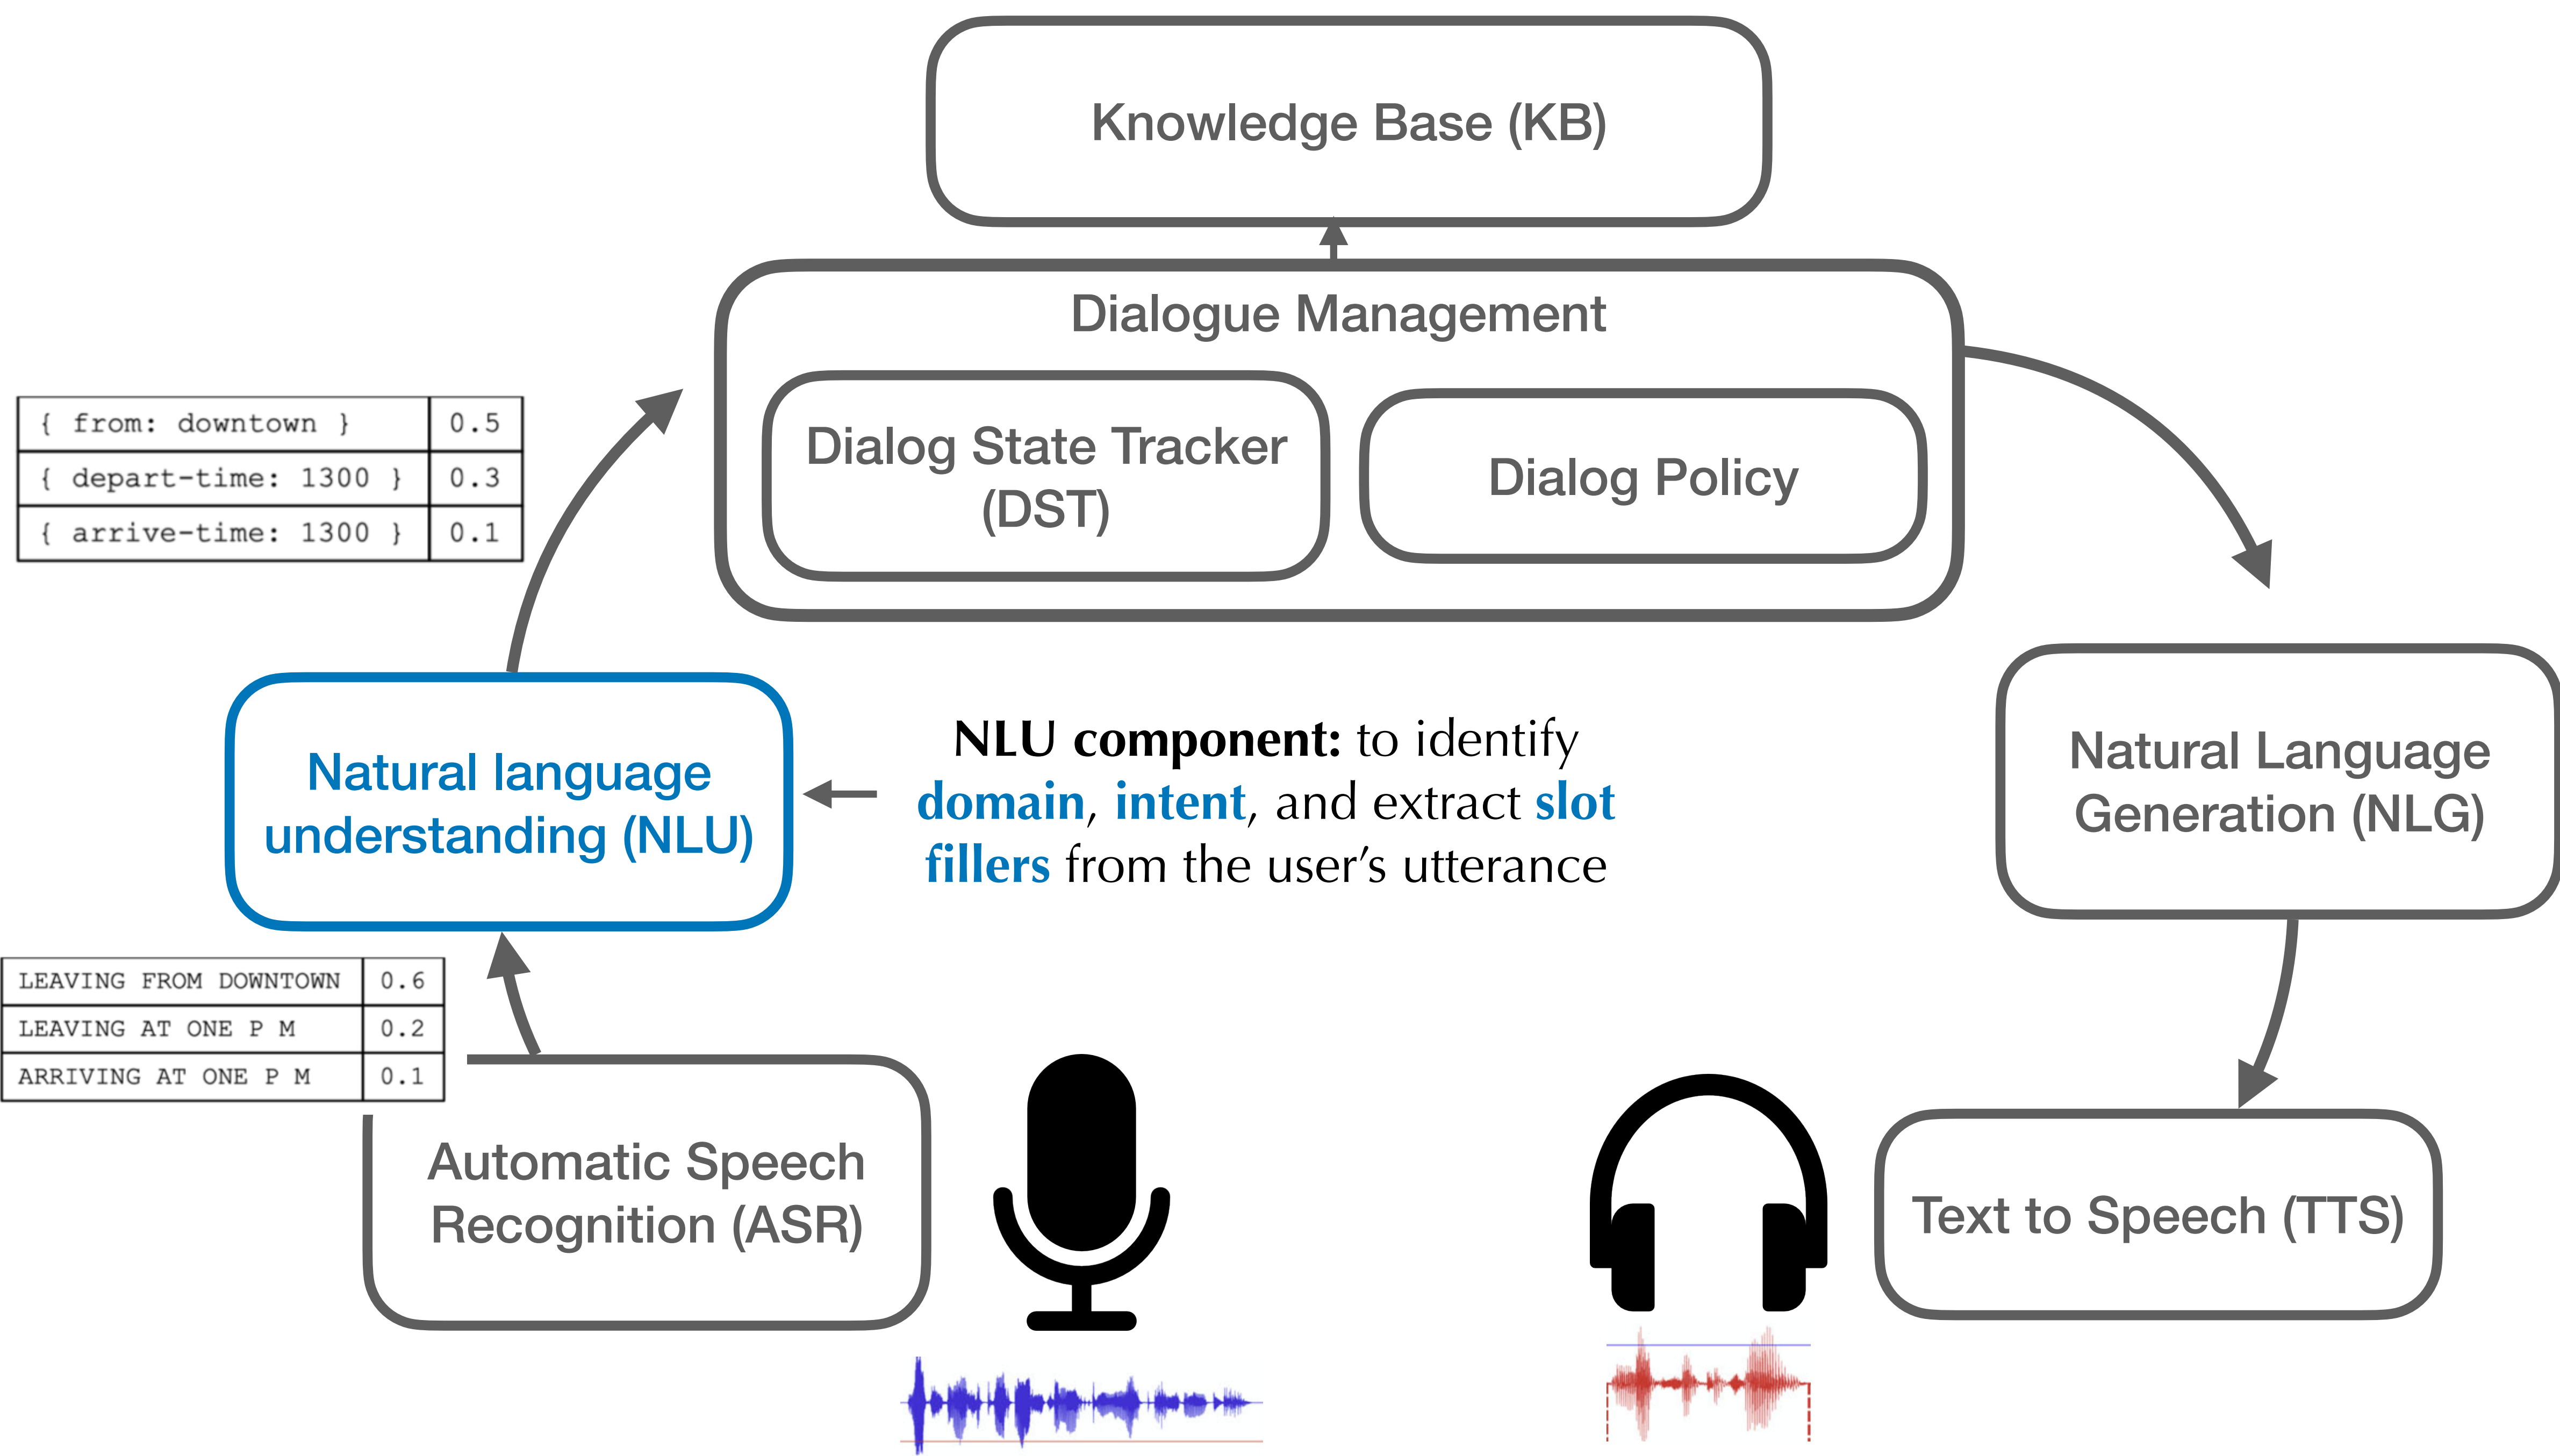 Knowledge Base (KB)
Dialogue Management
Dialog State Tracker
(DST)
Dialog Policy
{ from: downtown } 0.5
{ depart-time: 1300 } 0.3
{ arrive-time: 1300 } 0.1
Natural language
understanding (NLU)
NLU component: to identify
domain, intent, and extract slot
fillers from the user’s utterance
Natural Language
Generation (NLG)
LEAVING FROM DOWNTOWN 0.6
LEAVING AT ONE P M 0.2
ARRIVING AT ONE P M 0.1
Automatic Speech
Recognition (ASR)
Text to Speech (TTS)